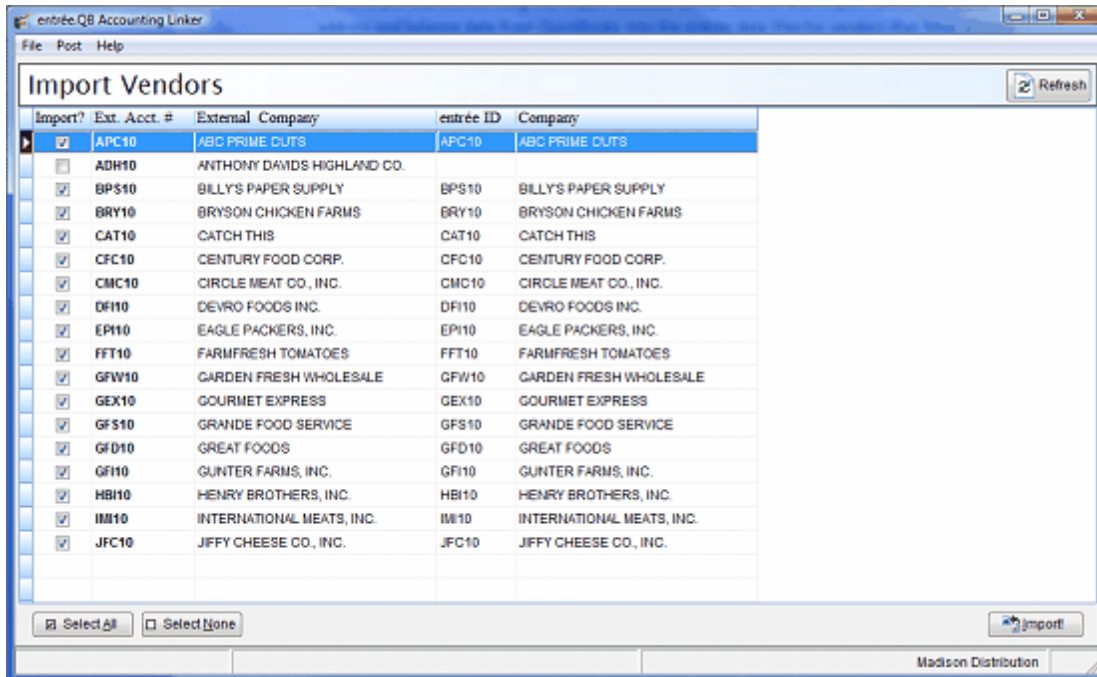 entrée.QB Accounting Linker
File Post Help
Import Vendors
Refresh
Import? Ext. Acct. # External Company entrée ID Company
APC10 ABC PRIME CUTS APC10 ABC PRIME CUTS
ADH10 ANTHONY DAVIDS HIGHLAND CO.
BPS10 BILLY'S PAPER SUPPLY BPS10 BILLY'S PAPER SUPPLY
BRY10 BRYSON CHICKEN FARMS BRY10 BRYSON CHICKEN FARMS
CAT10 CATCH THIS CAT10 CATCH THIS
CFC10 CENTURY FOOD CORP. CFC10 CENTURY FOOD CORP.
CMC10 CIRCLE MEAT CO., INC. CMC10 CIRCLE MEAT CO., INC.
DFI10 DEVRO FOODS INC. DFI10 DEVRO FOODS INC.
EPI10 EAGLE PACKERS, INC. EPI10 EAGLE PACKERS, INC.
FFT10 FARMFRESH TOMATOES FFT10 FARMFRESH TOMATOES
GFW10 GARDEN FRESH WHOLESALE GFW10 GARDEN FRESH WHOLESALE
GEX10 GOURMET EXPRESS GEX10 GOURMET EXPRESS
GFS10 GRANDE FOOD SERVICE GFS10 GRANDE FOOD SERVICE
GFD10 GREAT FOODS GFD10 GREAT FOODS
GFI10 GUNTER FARMS, INC. GFI10 GUNTER FARMS, INC.
HBI10 HENRY BROTHERS, INC. HBI10 HENRY BROTHERS, INC.
IMI10 INTERNATIONAL MEATS, INC. IMI10 INTERNATIONAL MEATS, INC.
JFC10 JIFFY CHEESE CO., INC. JFC10 JIFFY CHEESE CO., INC.
Select All Select None Import!
Madison Distribution